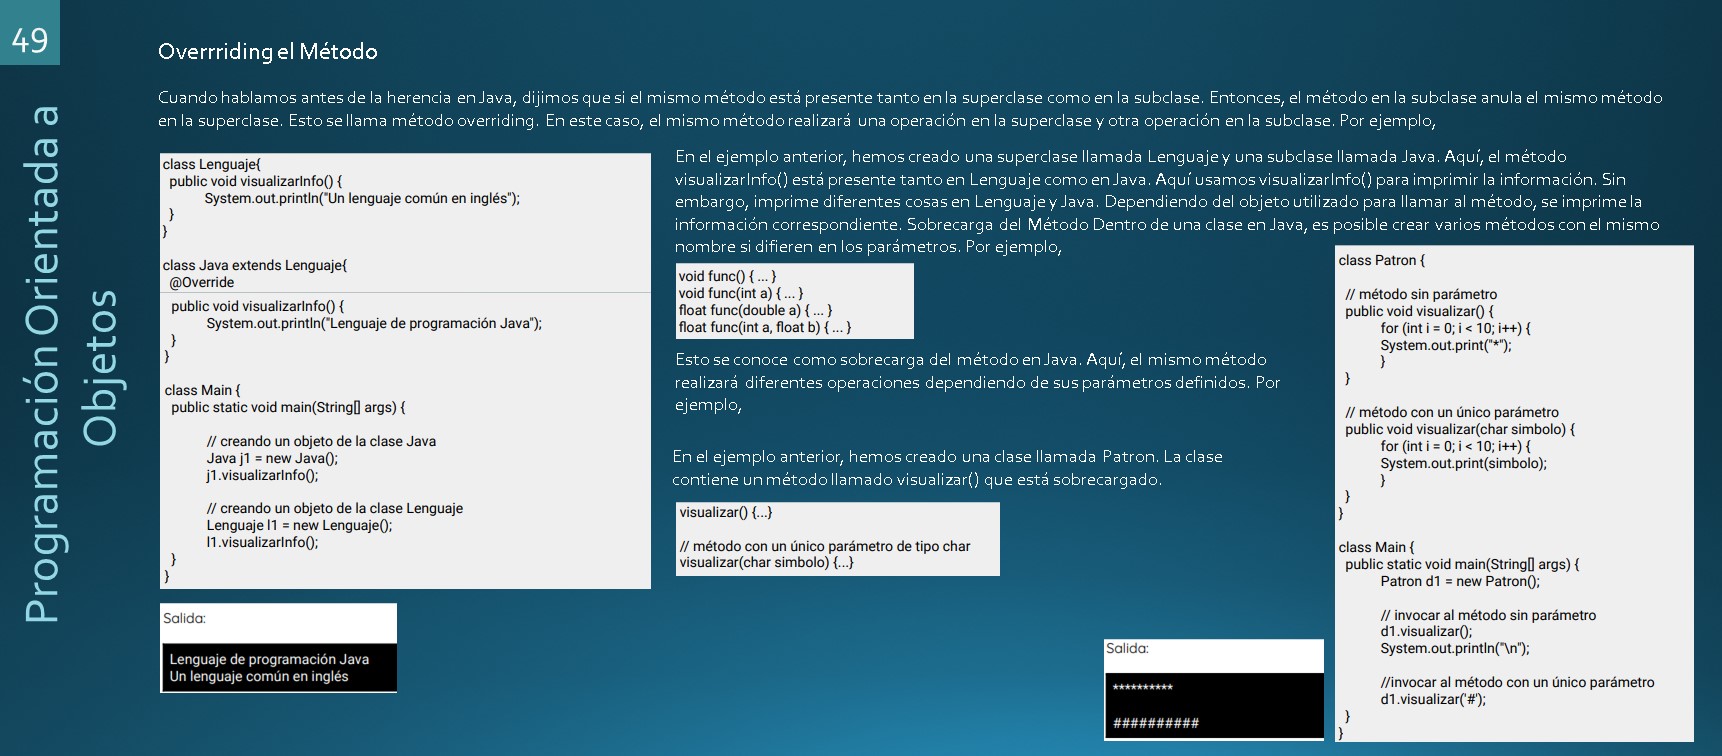 49
Programación Orientada a
Objetos
Overrriding el Método
Cuando hablamos antes de la herencia en Java, dijimos que si el mismo método está presente tanto en la superclase como en la subclase. Entonces, el método en la subclase anula el mismo método
en la superclase. Esto se llama método overriding. En este caso, el mismo método realizará una operación en la superclase y otra operación en la subclase. Por ejemplo,
class Lenguaje{
public void visualizarInfo() {
System.out.println("Un lenguaje común en inglés");
}
}
class Java extends Lenguaje{
@Override
public void visualizarInfo() {
System.out.println("Lenguaje de programación Java");
}
}
class Main {
public static void main(String[] args) {
// creando un objeto de la clase Java
Java j1 = new Java();
j1.visualizarInfo();
// creando un objeto de la clase Lenguaje
Lenguaje l1 = new Lenguaje();
l1.visualizarInfo();
}
}
Salida:
Lenguaje de programación Java
Un lenguaje común en inglés
En el ejemplo anterior, hemos creado una superclase llamada Lenguaje y una subclase llamada Java. Aquí, el método
visualizarInfo() está presente tanto en Lenguaje como en Java. Aquí usamos visualizarInfo() para imprimir la información. Sin
embargo, imprime diferentes cosas en Lenguaje y Java. Dependiendo del objeto utilizado para llamar al método, se imprime la
información correspondiente. Sobrecarga del Método Dentro de una clase en Java, es posible crear varios métodos con el mismo
nombre si difieren en los parámetros. Por ejemplo,
void func() { ... }
void func(int a) { ... }
float func(double a) { ... }
float func(int a, float b) { ... }
Esto se conoce como sobrecarga del método en Java. Aquí, el mismo método
realizará diferentes operaciones dependiendo de sus parámetros definidos. Por
ejemplo,
En el ejemplo anterior, hemos creado una clase llamada Patron. La clase
contiene un método llamado visualizar() que está sobrecargado.
visualizar() {...}
// método con un único parámetro de tipo char
visualizar(char simbolo) {...}
class Patron {
// método sin parámetro
public void visualizar() {
for (int i = 0; i < 10; i++) {
System.out.print("*");
}
}
// método con un único parámetro
public void visualizar(char simbolo) {
for (int i = 0; i < 10; i++) {
System.out.print(simbolo);
}
}
}
class Main {
public static void main(String[] args) {
Patron d1 = new Patron();
// invocar al método sin parámetro
d1.visualizar();
System.out.println("\n");
//invocar al método con un único parámetro
d1.visualizar('#');
}
}
Salida:
**********
##########